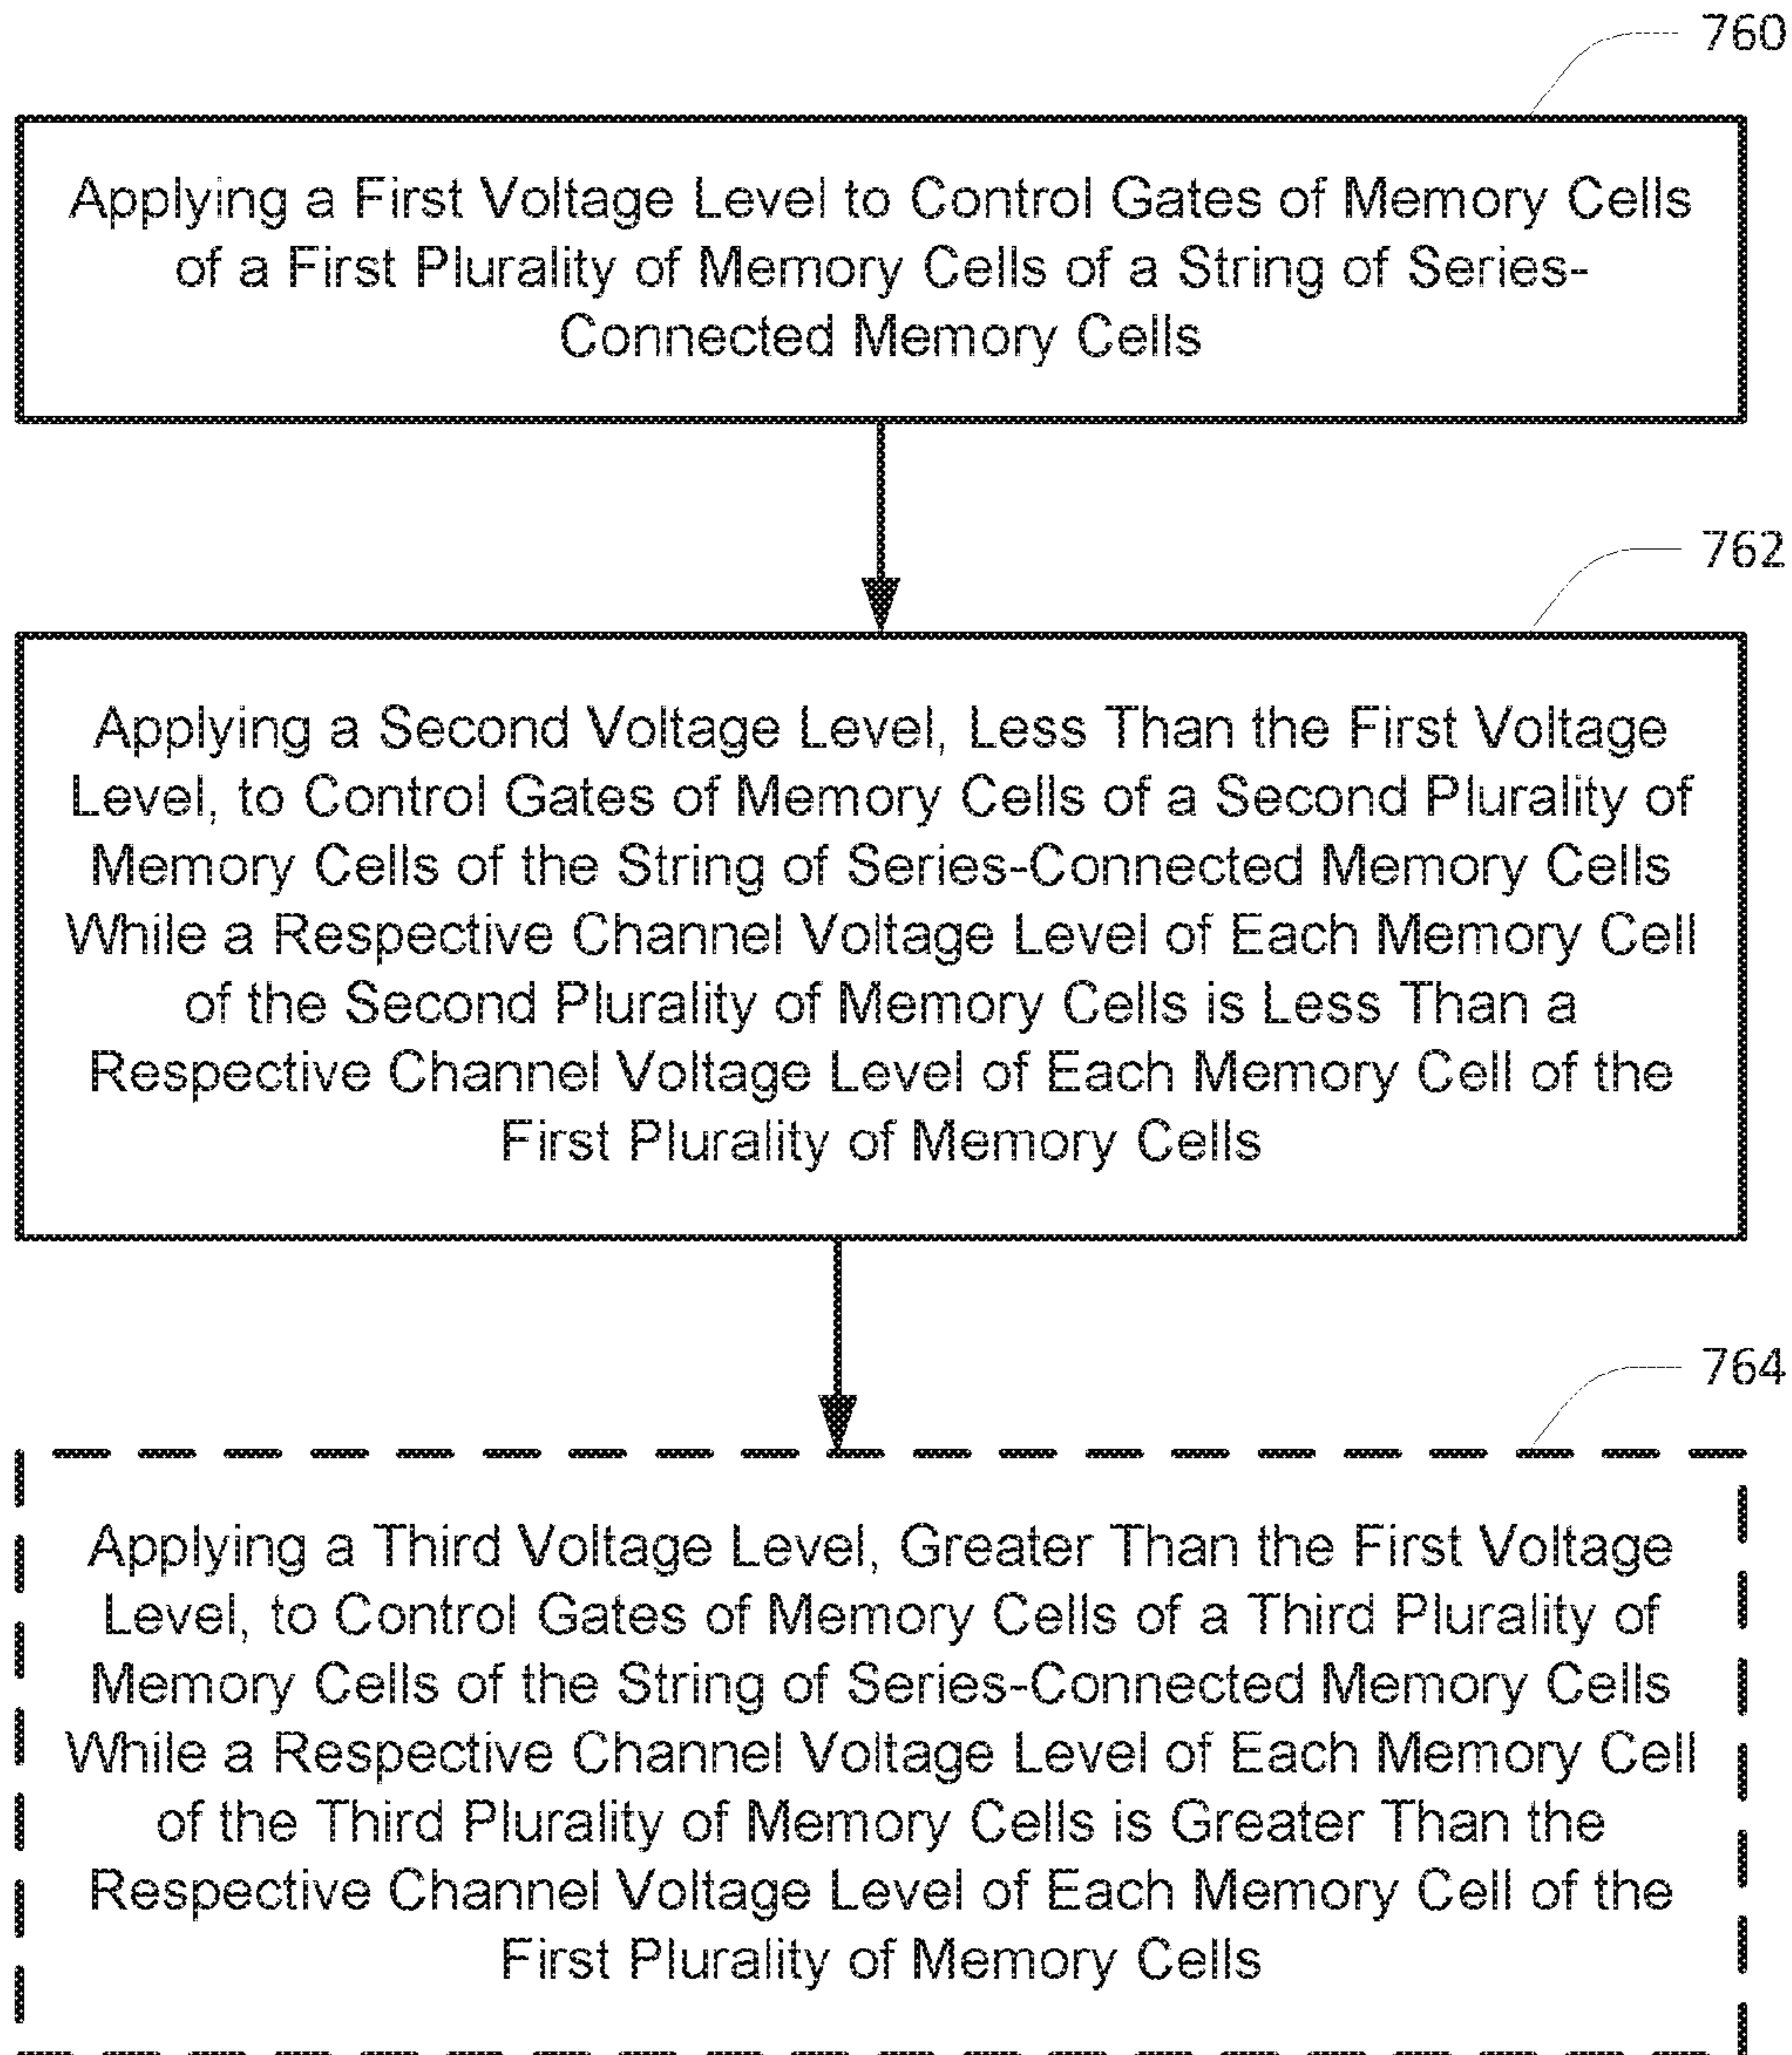 760
Applying a First Voltage Level to Control Gates of Memory Cells
of a First Plurality of Memory Cells of a String of Series-
Connected Memory Cells
762
Applying a Second Voltage Level, Less Than the First Voltage
Level, to Control Gates of Memory Cells of a Second Plurality of
Memory Cells of the String of Series-Connected Memory Cells
While a Respective Channel Voltage Level of Each Memory Cell
of the Second Plurality of Memory Cells is Less Than a
Respective Channel Voltage Level of Each Memory Cell of the
First Plurality of Memory Cells
764
Applying a Third Voltage Level, Greater Than the First Voltage
Level, to Control Gates of Memory Cells of a Third Plurality of
Memory Cells of the String of Series-Connected Memory Cells
While a Respective Channel Voltage Level of Each Memory Cell
of the Third Plurality of Memory Cells is Greater Than the
Respective Channel Voltage Level of Each Memory Cell of the
First Plurality of Memory Cells